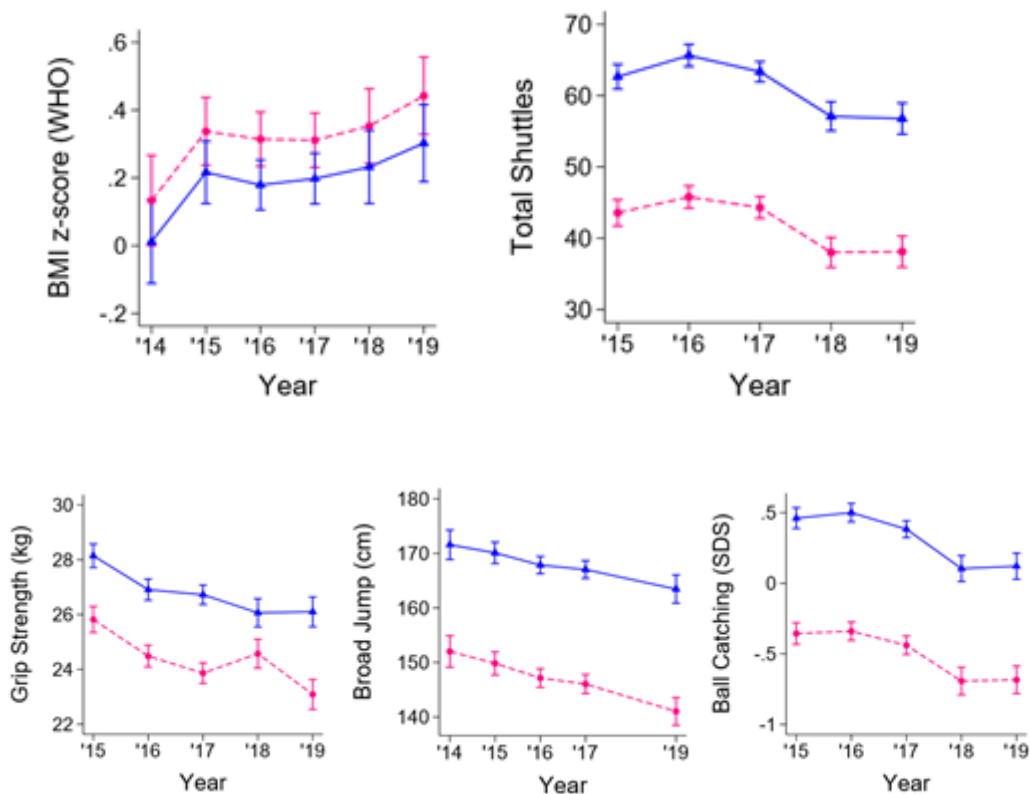 BMI z-score (WHO)
.6
.4
.2
0
-.2
'14 '15 '16 '17 '18 '19
Year
Total Shuttles
70
60
50
40
30
'15 '16 '17 '18 '19
Year
Grip Strength (kg)
30
28
26
24
22
'15 '16 '17 '18 '19
Year
Broad Jump (cm)
180
170
160
150
140
'14 '15 '16 '17 '19
Year
Ball Catching (SDS)
.5
0
-.5
-1
'15 '16 '17 '18 '19
Year